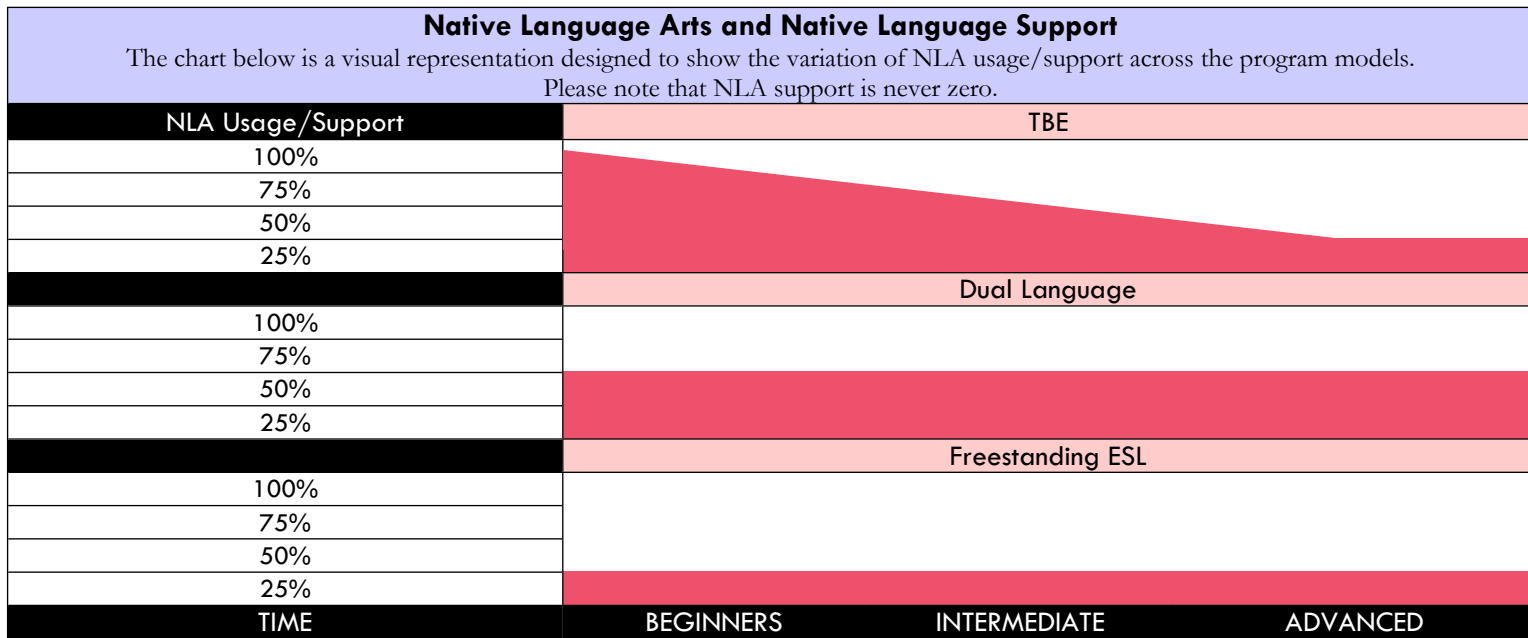 Native Language Arts and Native Language Support
The chart below is a visual representation designed to show the variation of NLA usage/support across the program models.
Please note that NLA support is never zero.
NLA Usage/Support TBE
100%
75%
50%
25%
Dual Language
100%
75%
50%
25%
Freestanding ESL
100%
75%
50%
25%
TIME BEGINNERS INTERMEDIATE ADVANCED